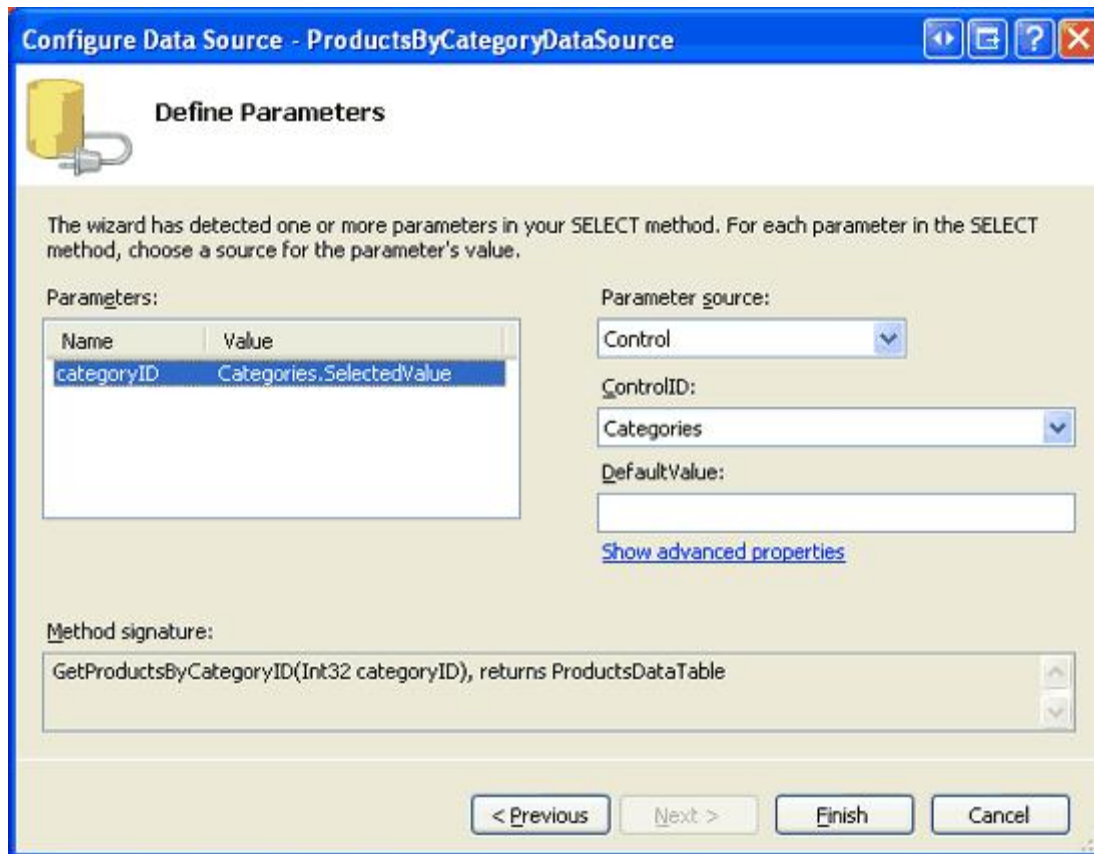 Configure Data Source - ProductsByCategoryDataSource
Define Parameters
The wizard has detected one or more parameters in your SELECT method. For each parameter in the SELECT
method, choose a source for the parameter's value.
Parameters:
Name Value
categoryID Categories.SelectedValue
Parameter source:
Control
ControlID:
Categories
DefaultValue:
Show advanced properties
Method signature:
GetProductsByCategoryID(Int32 categoryID), returns ProductsDataTable
< Previous Next > Finish Cancel